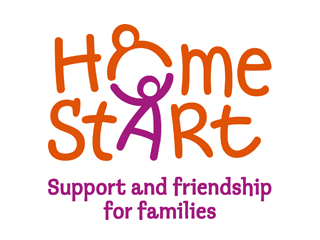 Home
StARt
Support and friendship
for families